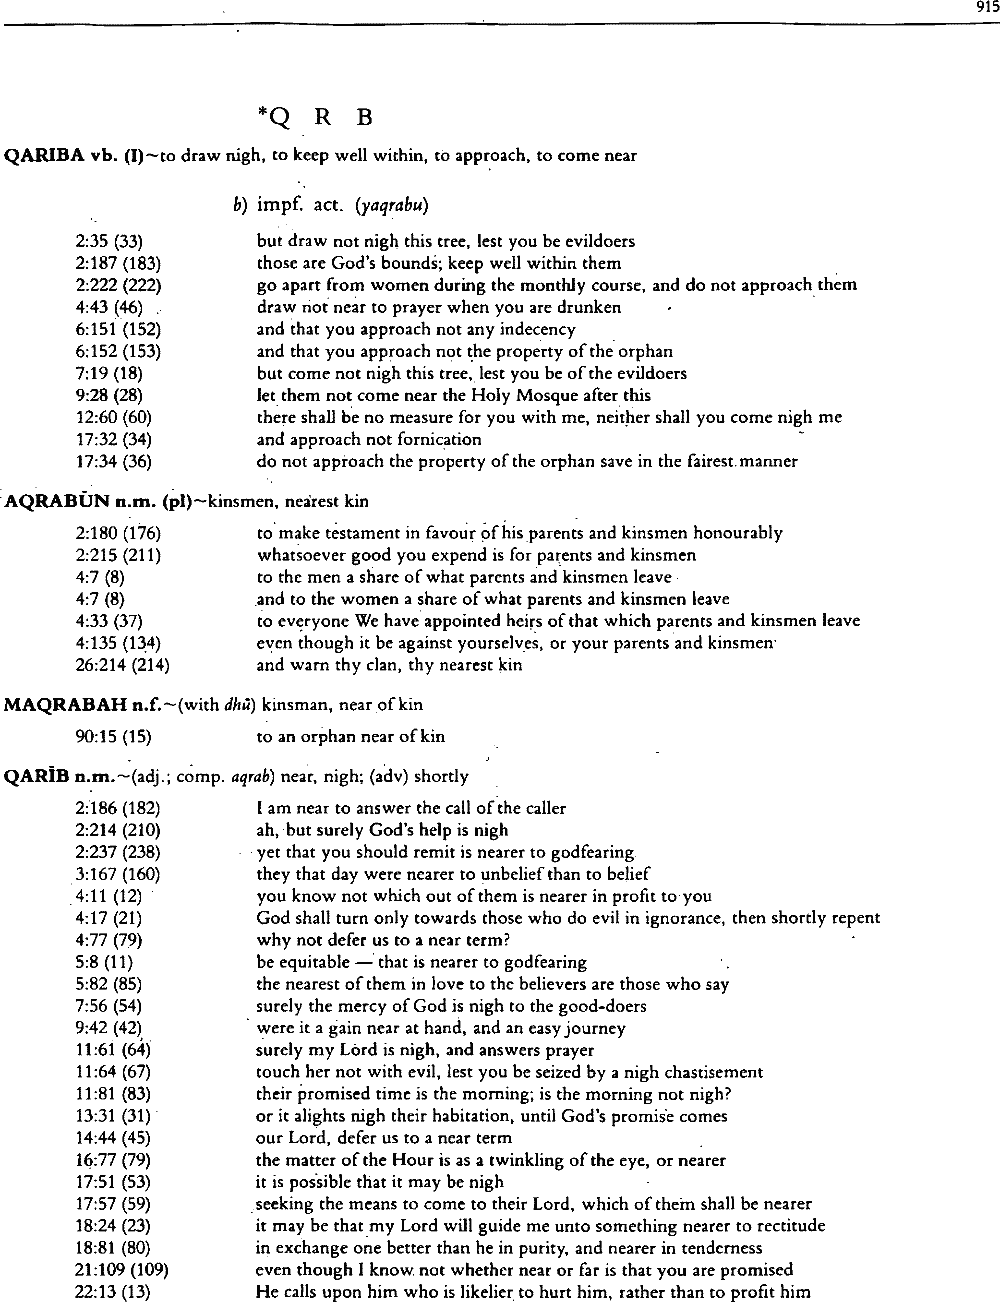 915
*Q R B
QARIBA vb. (I)~to draw nigh, to keep well within, to approach, to come near
b) impf. act. (yaqrabu)
2:35 (33) but draw not nigh this tree, lest you be evildoers
2:187 (183) those are God's bounds; keep well within them
2:222 (222) go apart from women during the monthly course, and do not approach them
4:43 (46) draw not near to prayer when you are drunken
6:151 (152) and that you approach not any indecency
6:152 (153) and that you approach not the property of the orphan
7:19 (18) but come not nigh this tree, lest you be of the evildoers
9:28 (28) let them not come near the Holy Mosque after this
12:60 (60) there shall be no measure for you with me, neither shall you come nigh me
17:32 (34) and approach not fornication
17:34 (36) do not approach the property of the orphan save in the fairest manner
AQRABŪN n.m. (pl)~kinsmen, nearest kin
2:180 (176) to make testament in favour of his parents and kinsmen honourably
2:215 (211) whatsoever good you expend is for parents and kinsmen
4:7 (8) to the men a share of what parents and kinsmen leave
4:7 (8) and to the women a share of what parents and kinsmen leave
4:33 (37) to everyone We have appointed heirs of that which parents and kinsmen leave
4:135 (134) even though it be against yourselves, or your parents and kinsmen
26:214 (214) and warn thy clan, thy nearest kin
MAQRABAH n.f.~(with dhū) kinsman, near of kin
90:15 (15) to an orphan near of kin
QARĪB n.m.~(adj.; comp. aqrab) near, nigh; (adv) shortly
2:186 (182) I am near to answer the call of the caller
2:214 (210) ah, but surely God's help is nigh
2:237 (238) yet that you should remit is nearer to godfearing
3:167 (160) they that day were nearer to unbelief than to belief
4:11 (12) you know not which out of them is nearer in profit to you
4:17 (21) God shall turn only towards those who do evil in ignorance, then shortly repent
4:77 (79) why not defer us to a near term?
5:8 (11) be equitable — that is nearer to godfearing
5:82 (85) the nearest of them in love to the believers are those who say
7:56 (54) surely the mercy of God is nigh to the good-doers
9:42 (42) were it a gain near at hand, and an easy journey
11:61 (64) surely my Lord is nigh, and answers prayer
11:64 (67) touch her not with evil, lest you be seized by a nigh chastisement
11:81 (83) their promised time is the morning; is the morning not nigh?
13:31 (31) or it alights nigh their habitation, until God's promise comes
14:44 (45) our Lord, defer us to a near term
16:77 (79) the matter of the Hour is as a twinkling of the eye, or nearer
17:51 (53) it is possible that it may be nigh
17:57 (59) seeking the means to come to their Lord, which of them shall be nearer
18:24 (23) it may be that my Lord will guide me unto something nearer to rectitude
18:81 (80) in exchange one better than he in purity, and nearer in tenderness
21:109 (109) even though I know not whether near or far is that you are promised
22:13 (13) He calls upon him who is likelier to hurt him, rather than to profit him